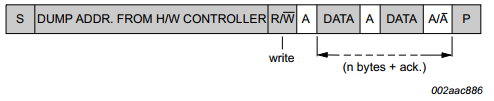 S DUMP ADDR. FROM H/W CONTROLLER R/W̅ A DATA A DATA A/A̅ P
write
(n bytes + ack.)
002aac886